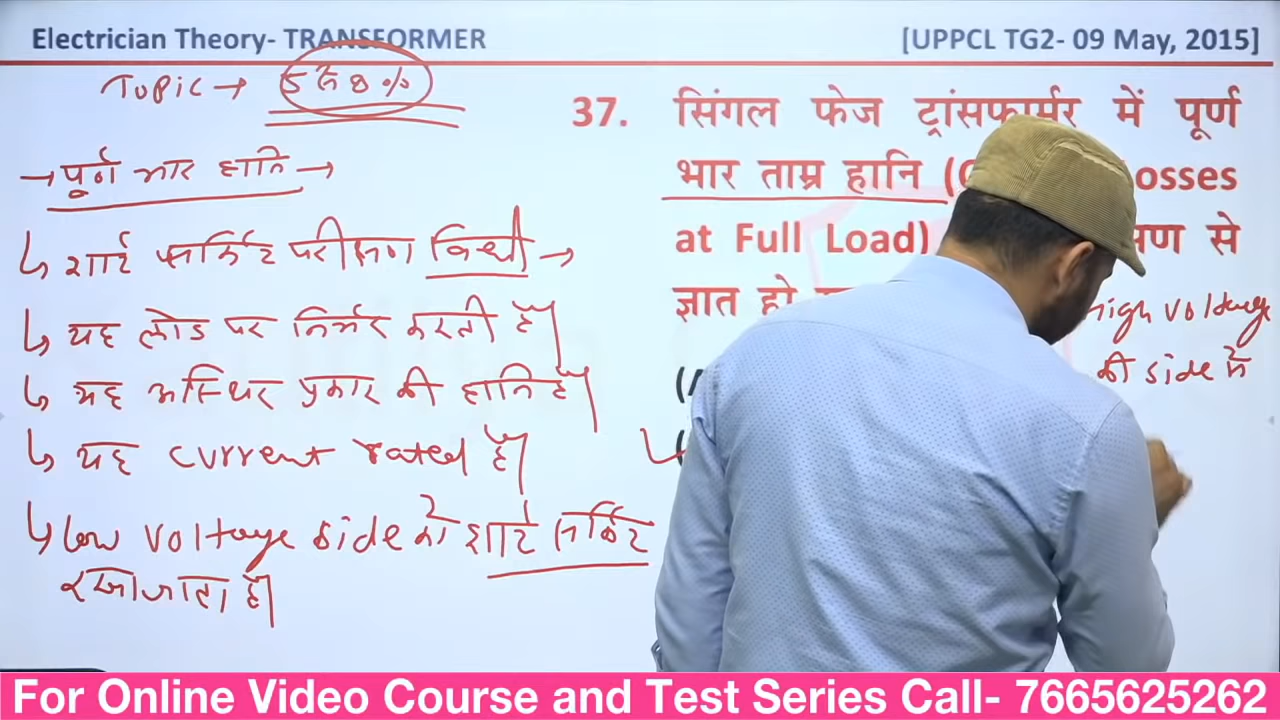 Electrician Theory- TRANSFORMER
[UPPCL TG2- 09 May, 2015]
Topic → 5 से 8 %
→ पूर्ण भार हानि →
↳ शार्ट सर्किट परीक्षण विधी →
↳ यह लोड पर निर्भर करती है|
↳ यह अस्थिर प्रकार की हानि है|
↳ यह current rated है|
↳ Low voltage side को शार्ट सर्किट
रखा जाता है|
37. सिंगल फेज ट्रांसफार्मर में पूर्ण
भार ताम्र हानि ( osses
at Full Load) से
ज्ञात हो
High voltage
की side में
For Online Video Course and Test Series Call- 7665625262